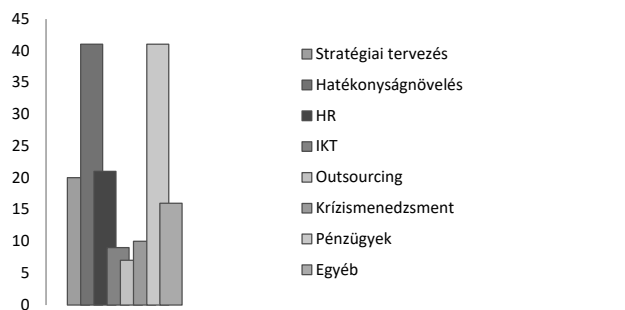 45
40
35
30
25
20
15
10
5
0
Stratégiai tervezés
Hatékonyságnövelés
HR
IKT
Outsourcing
Krízismenedzsment
Pénzügyek
Egyéb